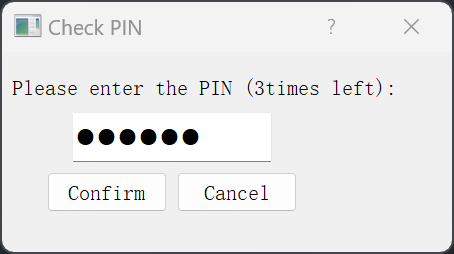 Check PIN
?
Please enter the PIN (3times left):
●●●●●●
Confirm Cancel